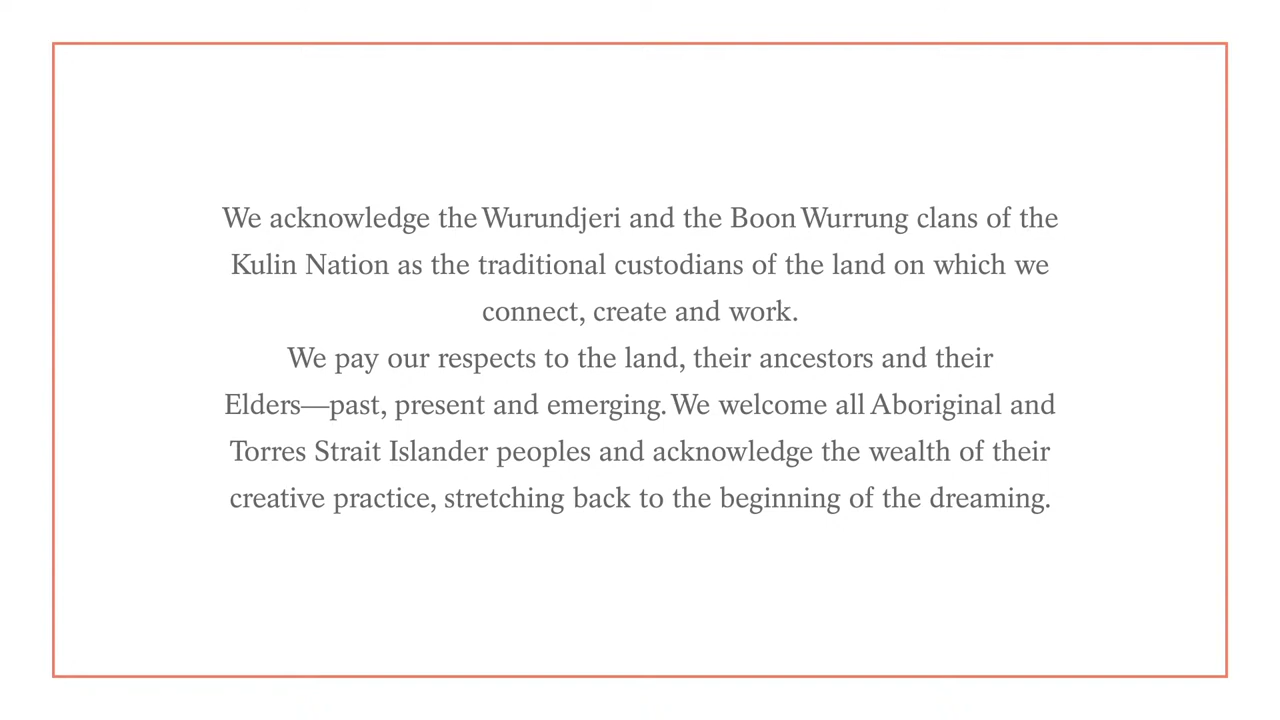 We acknowledge the Wurundjeri and the Boon Wurrung clans of the
Kulin Nation as the traditional custodians of the land on which we
connect, create and work.
We pay our respects to the land, their ancestors and their
Elders—past, present and emerging. We welcome all Aboriginal and
Torres Strait Islander peoples and acknowledge the wealth of their
creative practice, stretching back to the beginning of the dreaming.